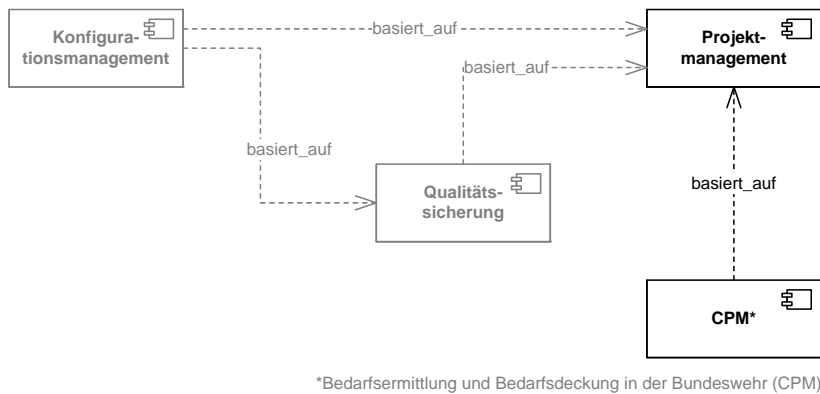 Konfigura-
tionsmanagement
basiert_auf
Projekt-
management
basiert_auf
basiert_auf
Qualitäts-
sicherung
basiert_auf
CPM*
*Bedarfsermittlung und Bedarfsdeckung in der Bundeswehr (CPM)